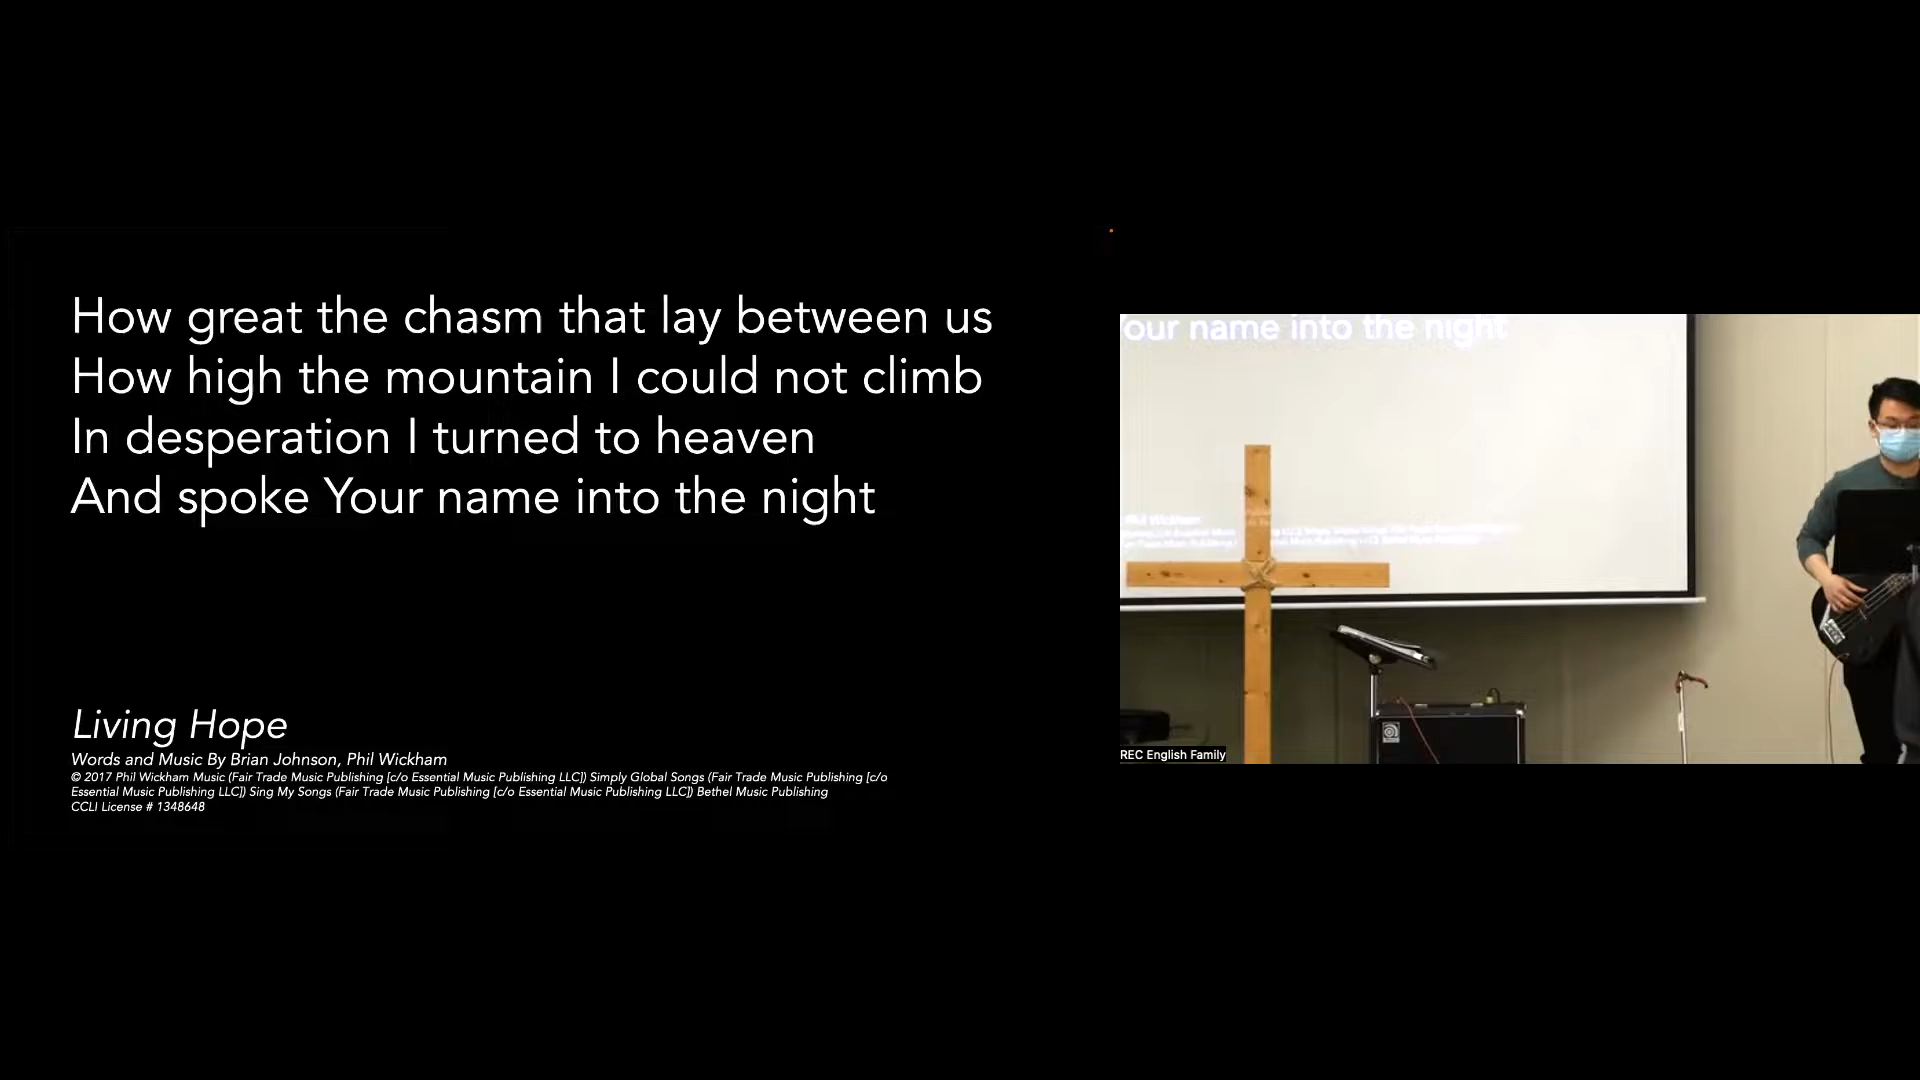 How great the chasm that lay between us
How high the mountain I could not climb
In desperation I turned to heaven
And spoke Your name into the night
Living Hope
Words and Music By Brian Johnson, Phil Wickham
© 2017 Phil Wickham Music (Fair Trade Music Publishing [c/o Essential Music Publishing LLC]) Simply Global Songs (Fair Trade Music Publishing [c/o
Essential Music Publishing LLC]) Sing My Songs (Fair Trade Music Publishing [c/o Essential Music Publishing LLC]) Bethel Music Publishing
CCLI License # 1348648
our name into the night
Phil Wickham
REC English Family